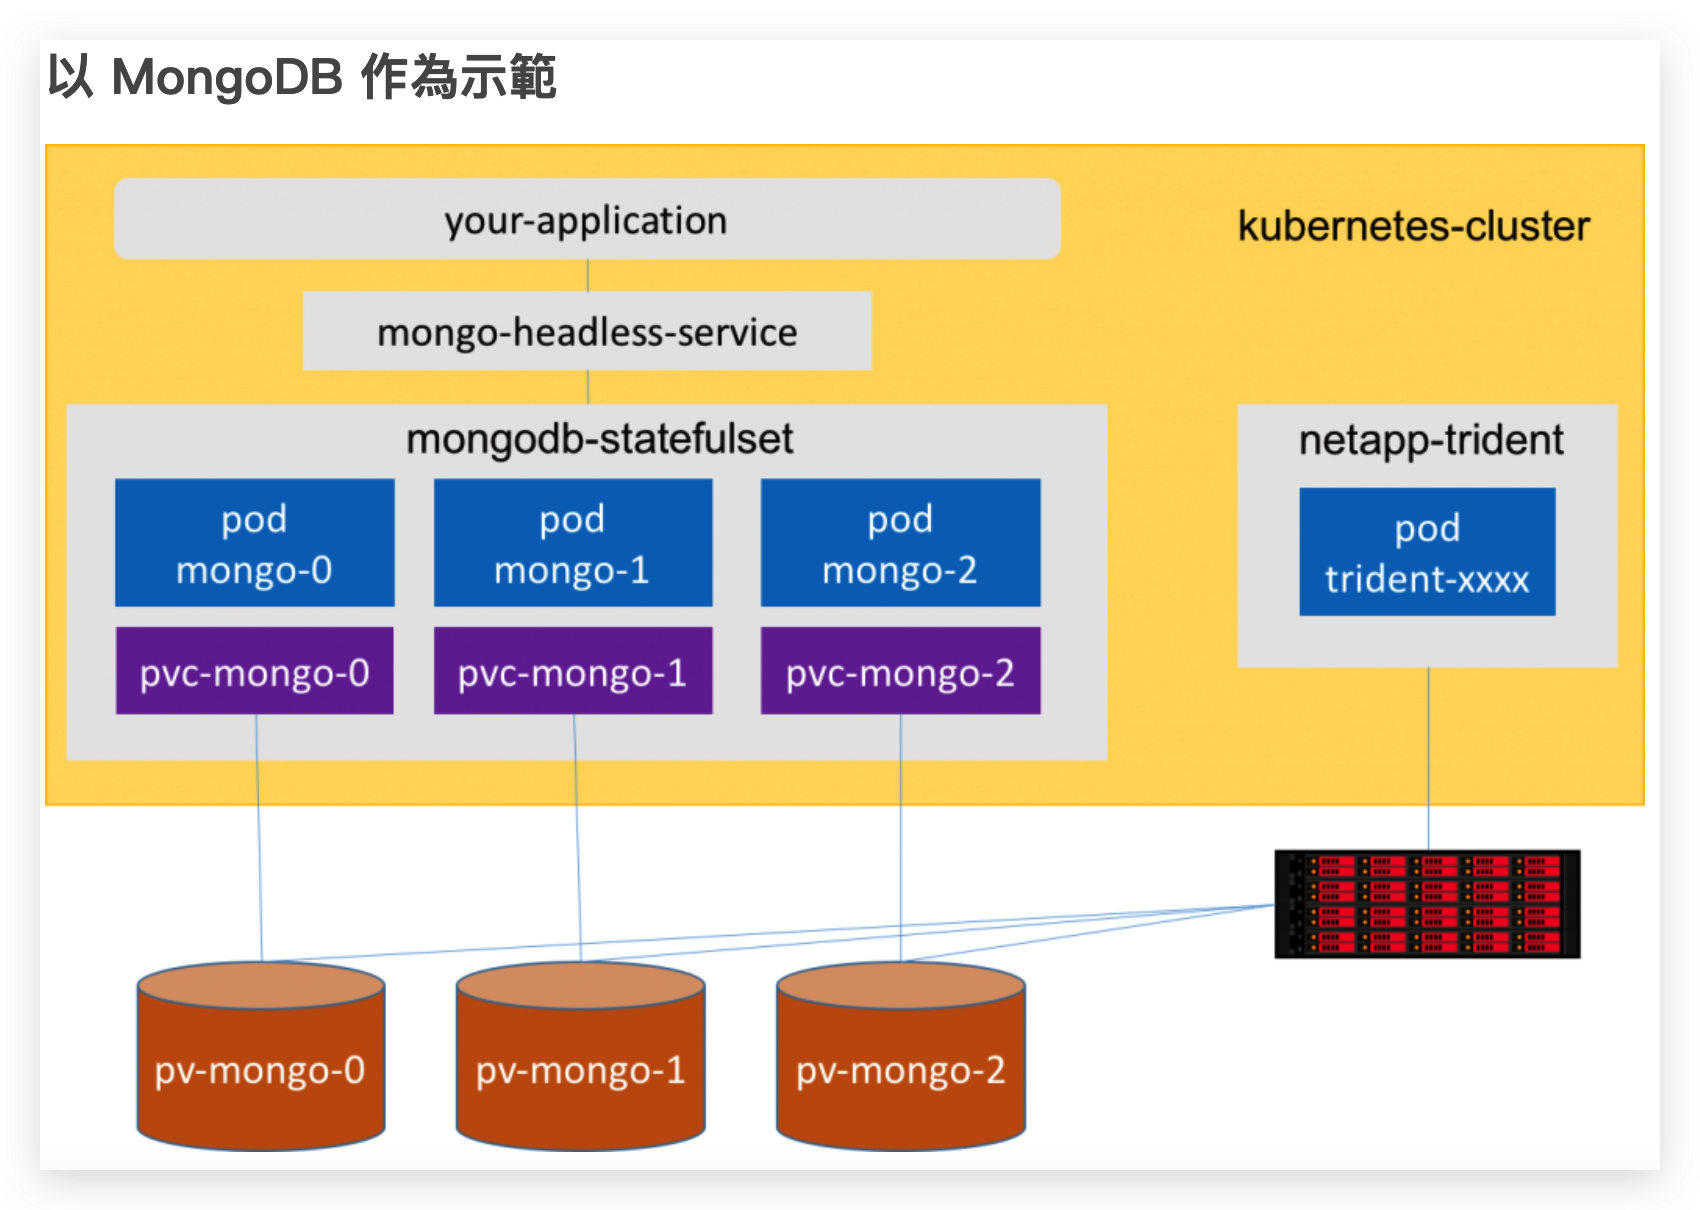 以 MongoDB 作為示範
your-application
kubernetes-cluster
mongo-headless-service
mongodb-statefulset
netapp-trident
pod
mongo-0
pod
mongo-1
pod
mongo-2
pod
trident-xxxx
pvc-mongo-0
pvc-mongo-1
pvc-mongo-2
pv-mongo-0
pv-mongo-1
pv-mongo-2